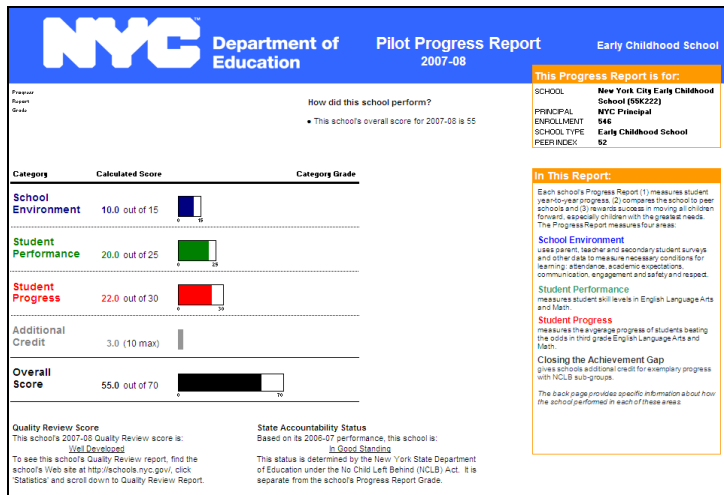 NYC Department of Education
Pilot Progress Report
2007-08
Early Childhood School
Progress
Report
Grade
How did this school perform?
• This school's overall score for 2007-08 is 55
This Progress Report is for:
SCHOOL New York City Early Childhood School (55K222)
PRINCIPAL NYC Principal
ENROLLMENT 546
SCHOOL TYPE Early Childhood School
PEER INDEX 52
Category Calculated Score Category Grade
School Environment 10.0 out of 15
0 15
Student Performance 20.0 out of 25
0 25
Student Progress 22.0 out of 30
0 30
Additional Credit 3.0 (10 max)
Overall Score 55.0 out of 70
0 70
In This Report:
Each school's Progress Report (1) measures student
year-to-year progress, (2) compares the school to peer
schools and (3) rewards success in moving all children
forward, especially children with the greatest needs.
The Progress Report measures four areas:
School Environment
uses parent, teacher and secondary student surveys
and other data to measure necessary conditions for
learning: attendance, academic expectations,
communication, engagement and safety and respect.
Student Performance
measures student skill levels in English Language Arts
and Math.
Student Progress
measures the avgerage progress of students beating
the odds in third grade English Language Arts and
Math.
Closing the Achievement Gap
gives schools additional credit for exemplary progress
with NCLB sub-groups.
The back page provides specific information about how
the school performed in each of these areas.
Quality Review Score
This school's 2007-08 Quality Review score is:
Well Developed
To see this school's Quality Review report, find the
school's Web site at http://schools.nyc.gov/, click
'Statistics' and scroll down to Quality Review Report.
State Accountability Status
Based on its 2006-07 performance, this school is:
In Good Standing
This status is determined by the New York State Department
of Education under the No Child Left Behind (NCLB) Act. It is
separate from the school's Progress Report Grade.